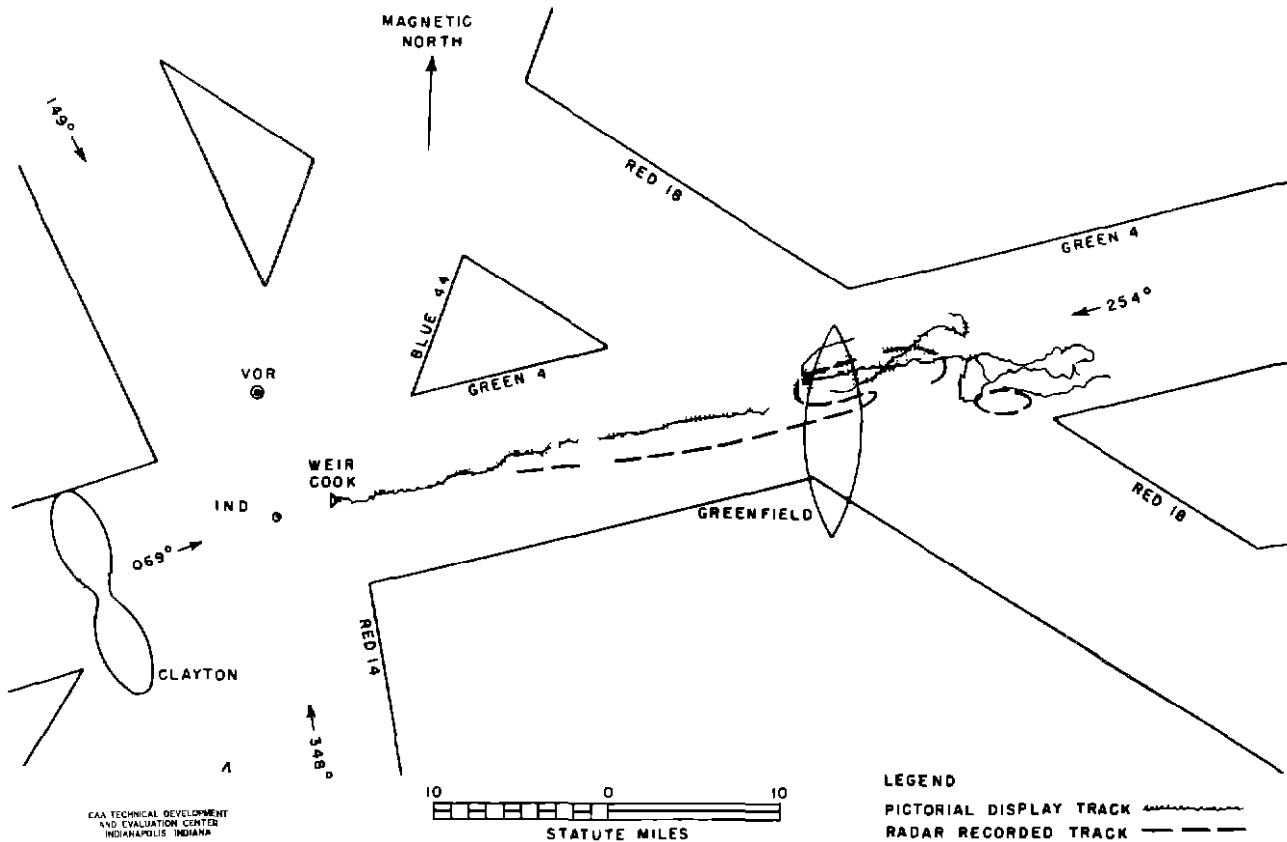 MAGNETIC
NORTH
149°
RED 18
GREEN 4
254°
BLUE 44
GREEN 4
VOR
WEIR
COOK
IND
GREENFIELD
RED 18
069°
RED 14
CLAYTON
348°
10 0 10
STATUTE MILES
LEGEND
PICTORIAL DISPLAY TRACK
RADAR RECORDED TRACK
CAA TECHNICAL DEVELOPMENT
AND EVALUATION CENTER
INDIANAPOLIS INDIANA